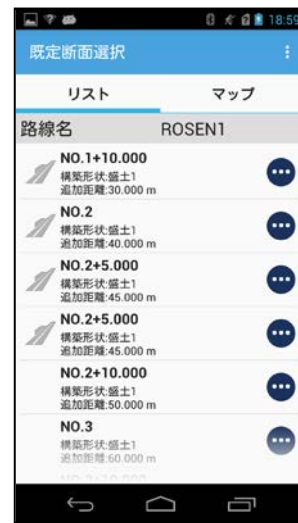 18:59
既定断面選択
リスト
マップ
路線名 ROSEN1
NO.1+10.000
構築形状:盛土1
追加距離:30.000 m
NO.2
構築形状:盛土1
追加距離:40.000 m
NO.2+5.000
構築形状:盛土1
追加距離:45.000 m
NO.2+5.000
構築形状:盛土1
追加距離:45.000 m
NO.2+10.000
構築形状:盛土1
追加距離:50.000 m
NO.3
構築形状:盛土1
追加距離:60.000 m